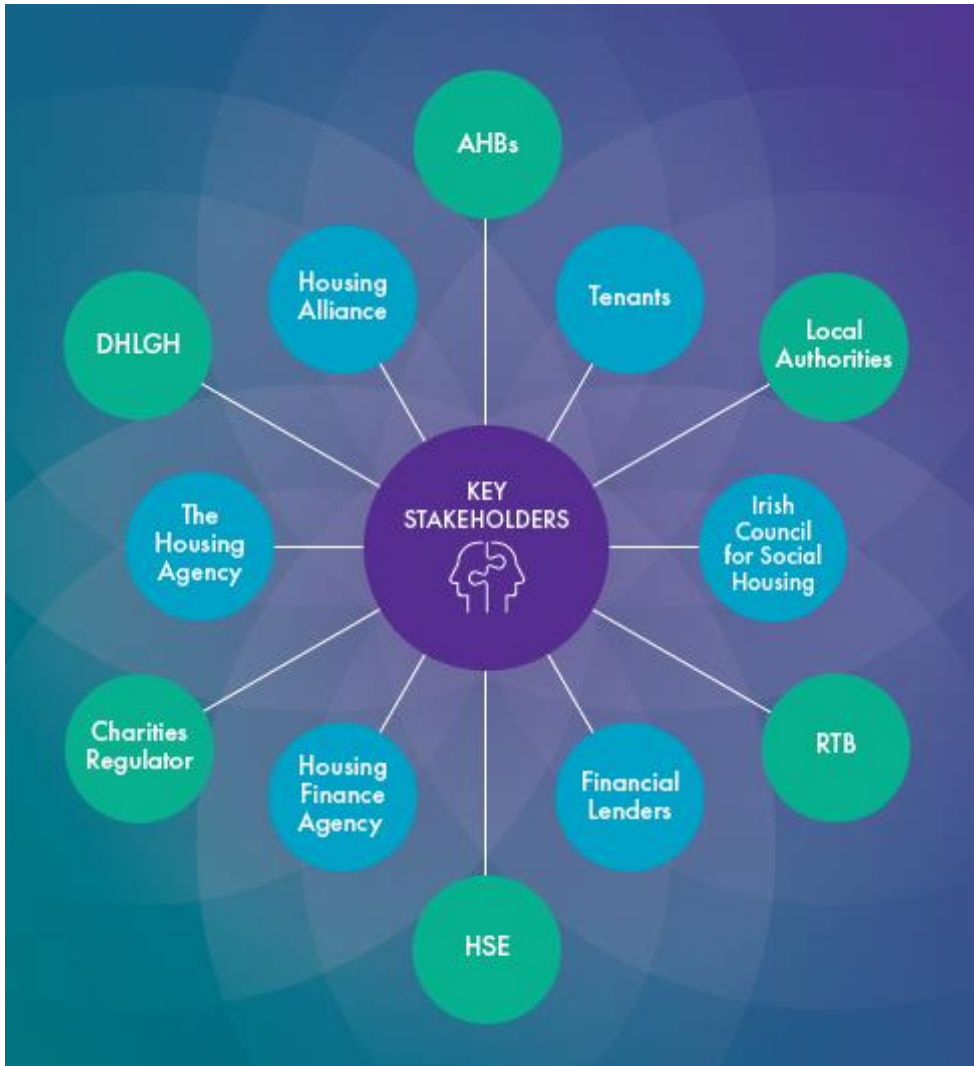 AHBs
Housing
Alliance
Tenants
DHLGH
Local
Authorities
KEY
STAKEHOLDERS
The
Housing
Agency
Irish
Council
for Social
Housing
Charities
Regulator
RTB
Housing
Finance
Agency
Financial
Lenders
HSE